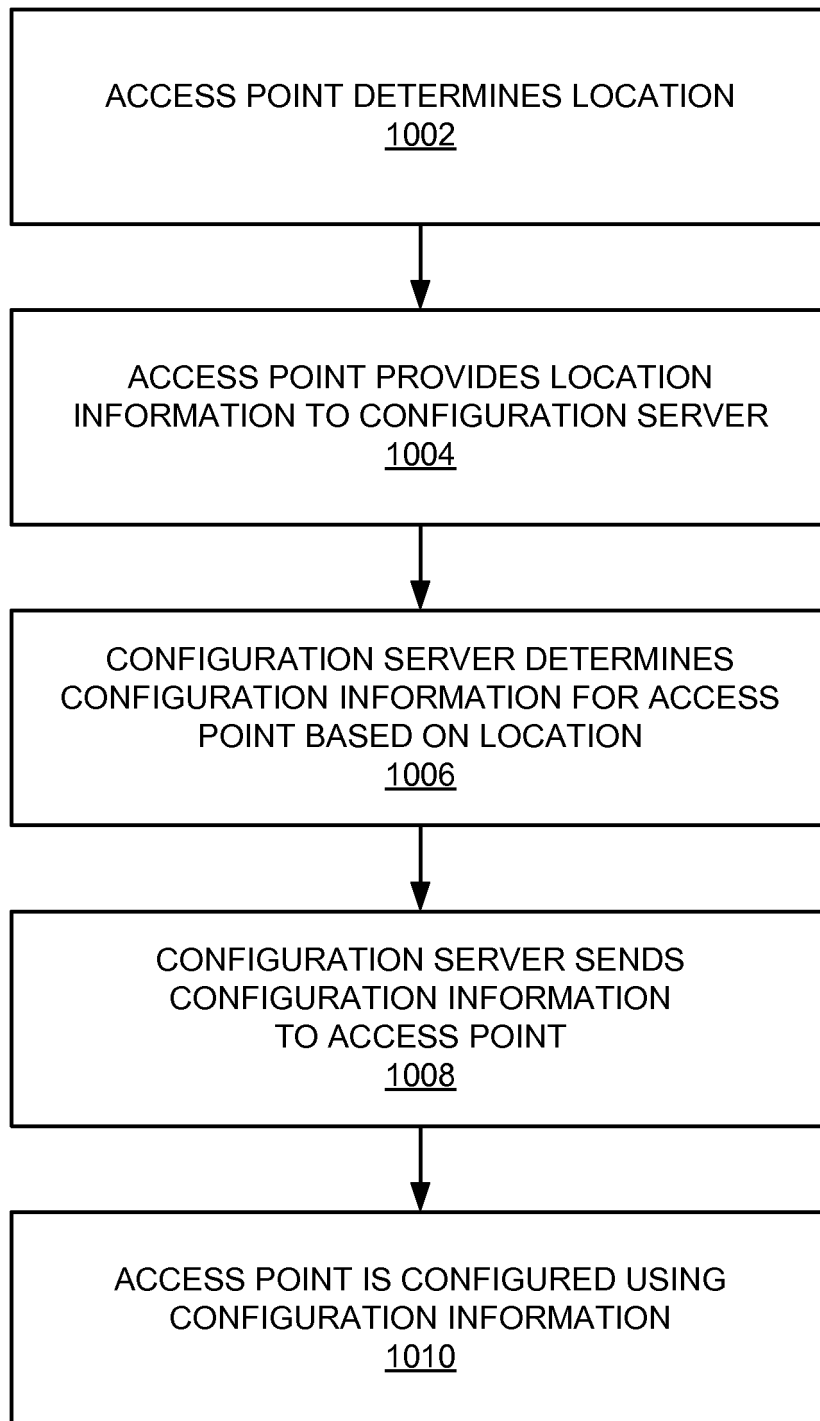 ACCESS POINT DETERMINES LOCATION
1002
ACCESS POINT PROVIDES LOCATION
INFORMATION TO CONFIGURATION SERVER
1004
CONFIGURATION SERVER DETERMINES
CONFIGURATION INFORMATION FOR ACCESS
POINT BASED ON LOCATION
1006
CONFIGURATION SERVER SENDS
CONFIGURATION INFORMATION
TO ACCESS POINT
1008
ACCESS POINT IS CONFIGURED USING
CONFIGURATION INFORMATION
1010